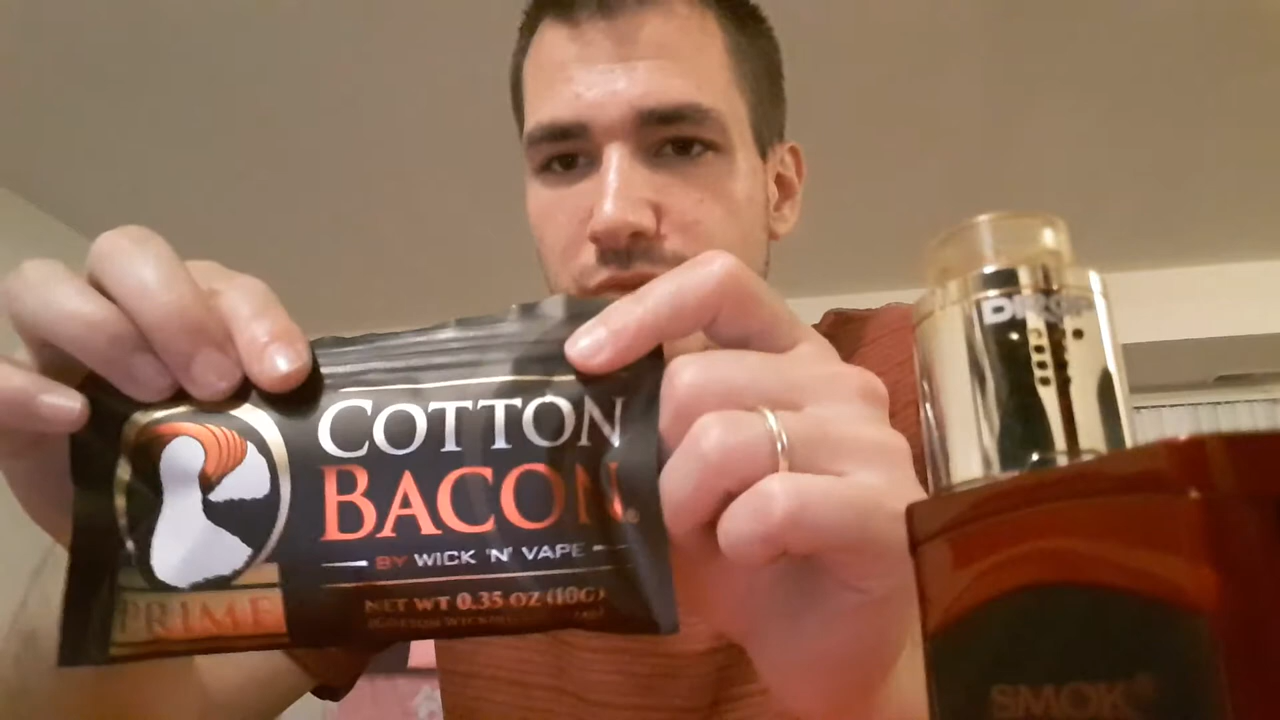 COTTON
BACON®
BY WICK 'N' VAPE
PRIME
NET WT 0.35 OZ (10G)
DROP
SMOK®